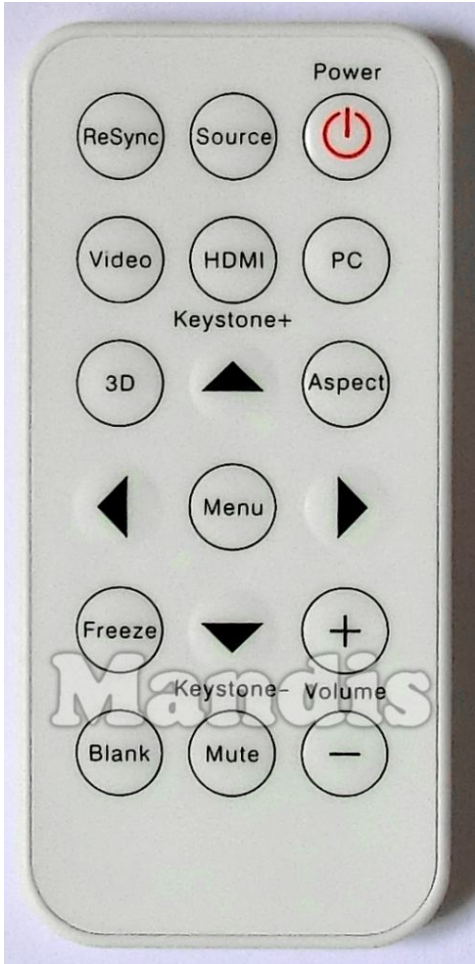 Power
ReSync Source
Video HDMI PC
Keystone+
3D Aspect
Menu
Freeze +
Mandis
Keystone- Volume
Blank Mute -